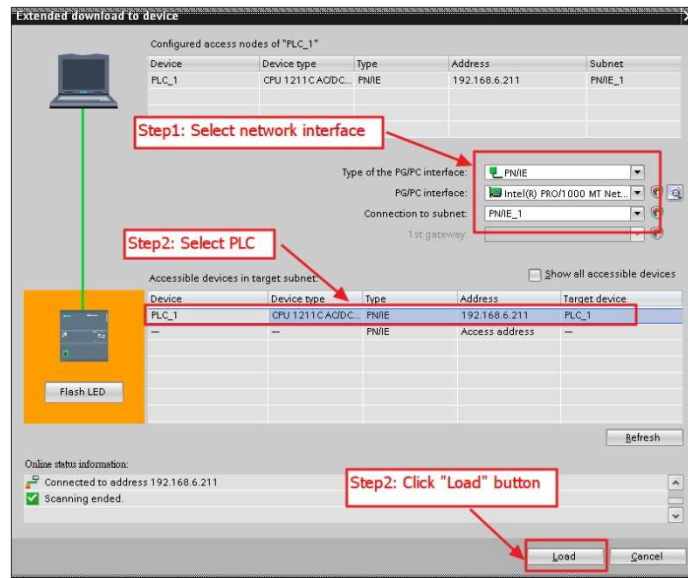 Extended download to device
Configured access nodes of "PLC_1"
Device Device type Type Address Subnet
PLC_1 CPU 1211C AC/DC... PN/IE 192.168.6.211 PN/IE_1
Step1: Select network interface
Type of the PG/PC interface: PN/IE
PG/PC interface: Intel(R) PRO/1000 MT Net...
Connection to subnet: PN/IE_1
1st gateway:
Step2: Select PLC
Accessible devices in target subnet:
Show all accessible devices
Device Device type Type Address Target device
PLC_1 CPU 1211C AC/DC... PN/IE 192.168.6.211 PLC_1
— — PN/IE Access address —
Flash LED
Refresh
Online status information:
Connected to address 192.168.6.211
Scanning ended.
Step2: Click "Load" button
Load Cancel